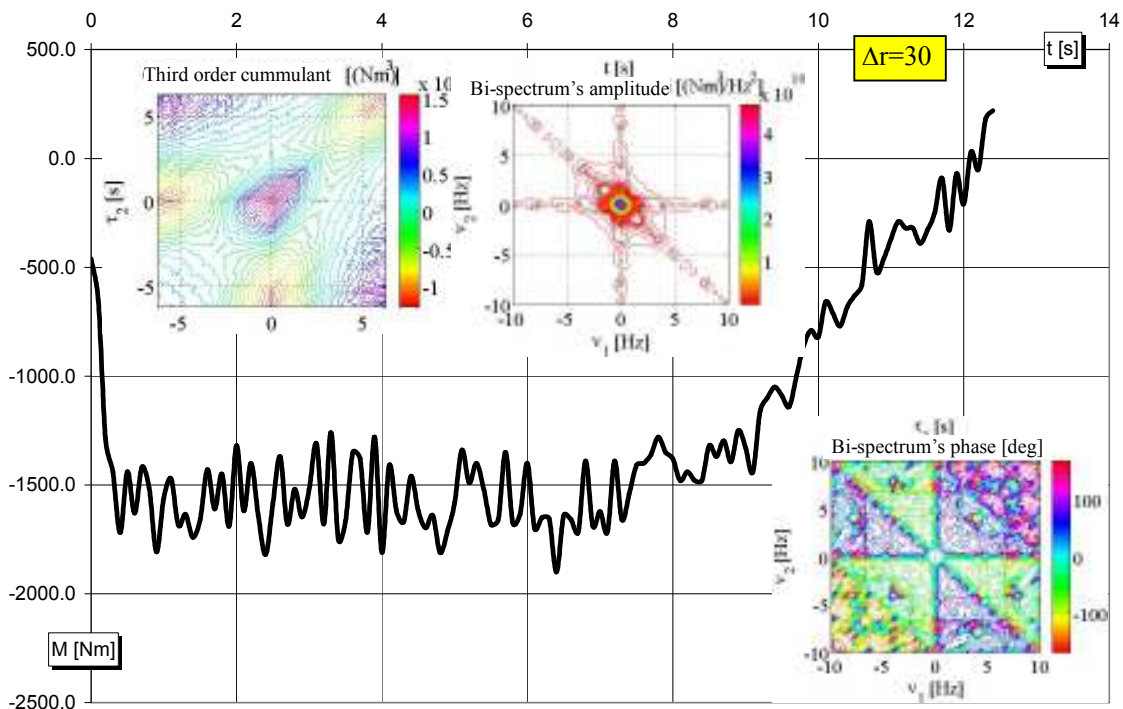 0 2 4 6 8 10 12 14
500.0
0.0
-500.0
-1000.0
-1500.0
-2000.0
-2500.0
t [s]
Δr=30
M [Nm]
Third order cummulant [(Nm)³]
x 10
1.5
1
0.5
0
-0.5
-1
5
0
-5
τ₂ [s]
-5 0 5
t [s]
Bi-spectrum's amplitude [(Nm)³/Hz²]
x 10¹⁰
10
5
0
-5
-10
ν₂ [Hz]
-10 -5 0 5 10
ν₁ [Hz]
4
3
2
1
[s]
Bi-spectrum's phase [deg]
10
5
0
-5
-10
ν₂ [Hz]
-10 -5 0 5 10
ν₁ [Hz]
100
0
-100